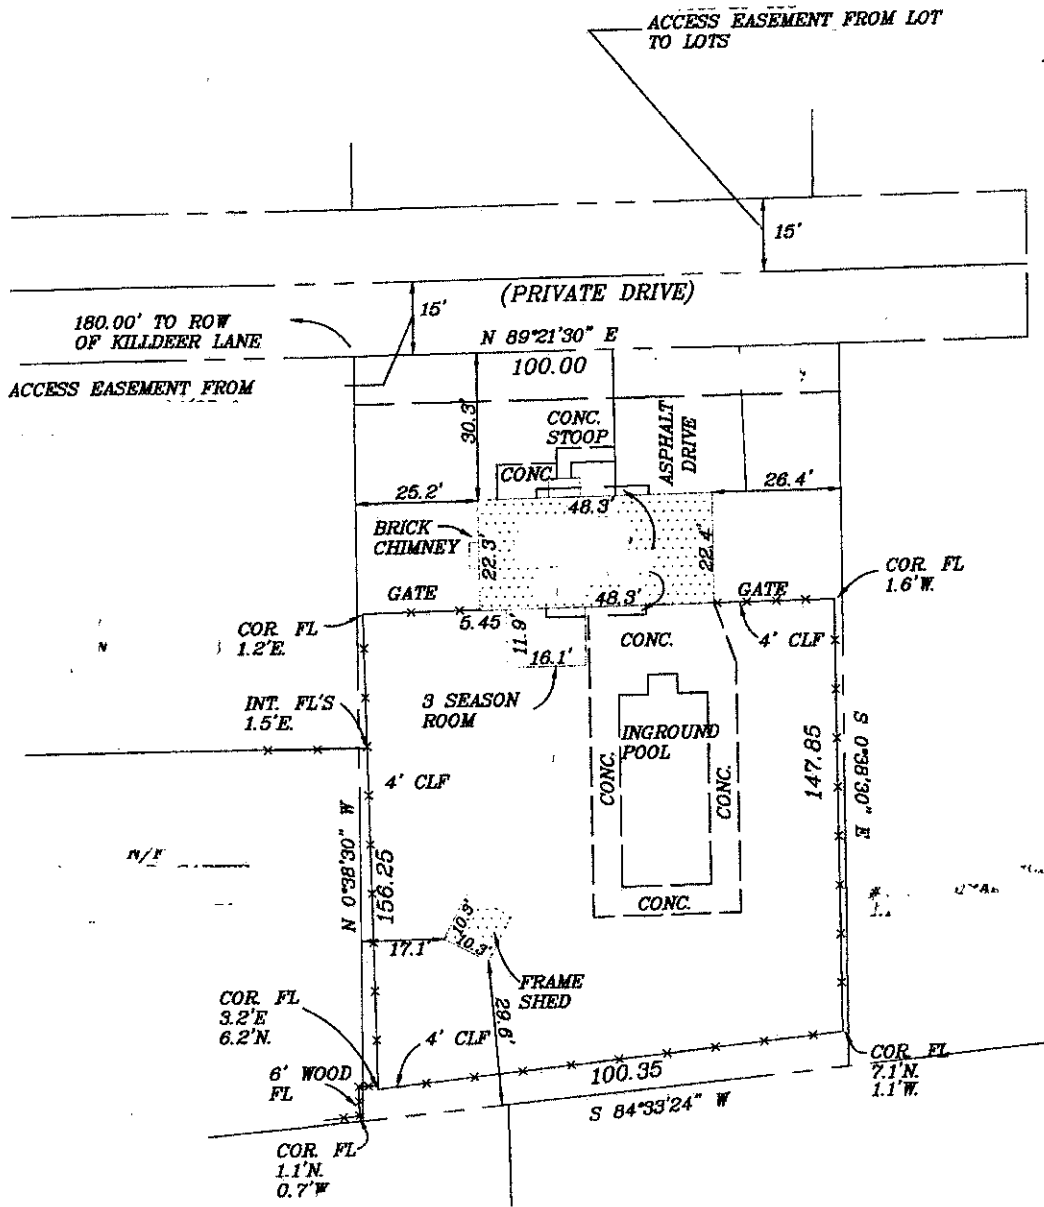 ACCESS EASEMENT FROM LOT
TO LOTS
15'
(PRIVATE DRIVE)
15'
180.00' TO ROW
OF KILLDEER LANE
N 89°21'30" E
100.00
ACCESS EASEMENT FROM
30.3'
CONC.
STOOP
CONC.
ASPHALT
DRIVE
25.2'
26.4'
48.3'
BRICK
CHIMNEY
22.3'
22.4'
COR. FL
1.6'W.
GATE
48.3'
GATE
5.45
COR. FL
1.2'E.
11.9'
CONC.
4' CLF
16.1'
N
3 SEASON
ROOM
INT. FL'S
1.5'E.
INGROUND
POOL
S 0°38'30" E
147.85
4' CLF
CONC.
CONC.
N 0°38'30" W
156.25
N/F
CONC.
10.3'
10.3'
17.1'
FRAME
SHED
COR. FL
3.2'E
6.2'N.
29.6'
4' CLF
6' WOOD
FL
100.35
COR. FL
7.1'N.
1.1'W.
S 84°33'24" W
COR. FL
1.1'N.
0.7'W